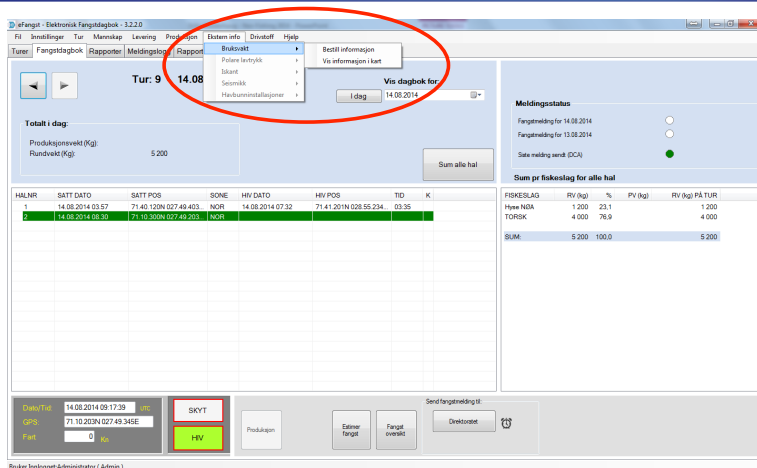 eFangst - Elektronisk Fangstdagbok - 3.2.2.0
Fil Innstillinger Tur Mannskap Levering Produksjon Ekstern info Drivstoff Hjelp
Turer Fangstdagbok Rapporter Meldingslogg Rapport
Bruksvakt
Polare lavtrykk
Iskant
Seismikk
Havbunninstallasjoner
Bestill informasjon
Vis informasjon i kart
Tur: 9 14.08
Vis dagbok for:
I dag 14.08.2014
Totalt i dag:
Produksjonsvekt (Kg):
Rundvekt (Kg): 5 200
Sum alle hal
Meldingsstatus
Fangstmelding for 14.08.2014
Fangstmelding for 13.08.2014
Siste melding sendt (DCA)
Sum pr fiskeslag for alle hal
HALNR SATT DATO SATT POS SONE HIV DATO HIV POS TID K
1 14.08.2014 03.57 71.40.120N 027.49.403... NOR 14.08.2014 07.32 71.41.201N 028.55.234... 03:35
2 14.08.2014 08.30 71.10.300N 027.49.203... NOR
FISKESLAG RV (kg) % PV (kg) RV (kg) PÅ TUR
Hyse NØA 1 200 23,1 1 200
TORSK 4 000 76,9 4 000
SUM: 5 200 100,0 5 200
Dato/Tid: 14.08.2014 09:17:39 UTC
GPS: 71.10.203N 027.49.345E
Fart: 0 Kn
SKYT
HIV
Produksjon
Estimer fangst
Fangst oversikt
Send fangstmelding til:
Direktoratet
Bruker Innlogget:Administrator ( Admin )